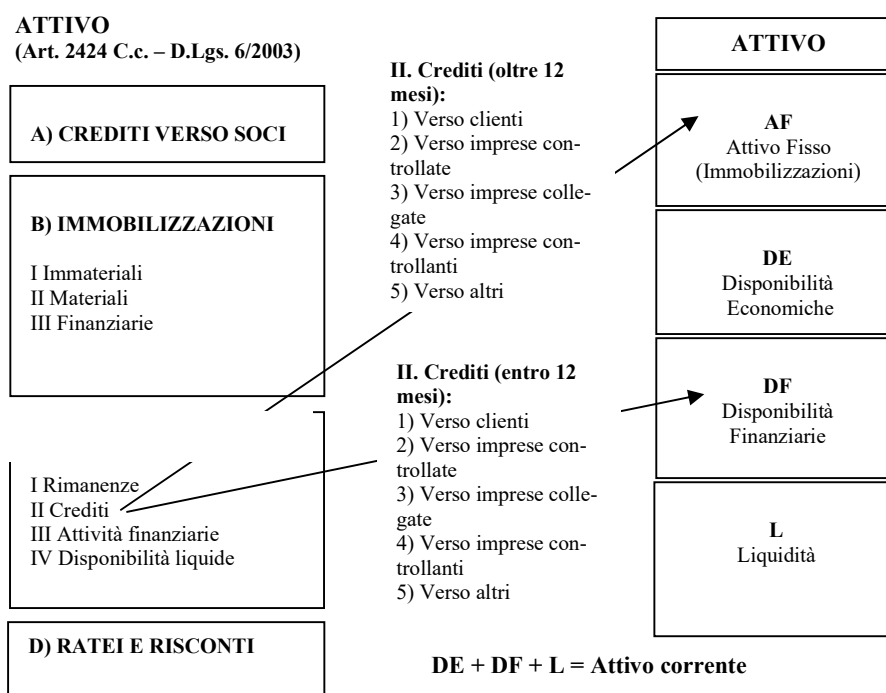 ATTIVO
(Art. 2424 C.c. – D.Lgs. 6/2003)
A) CREDITI VERSO SOCI
B) IMMOBILIZZAZIONI
I Immateriali
II Materiali
III Finanziarie
I Rimanenze
II Crediti
III Attività finanziarie
IV Disponibilità liquide
D) RATEI E RISCONTI
II. Crediti (oltre 12
mesi):
1) Verso clienti
2) Verso imprese con-
trollate
3) Verso imprese colle-
gate
4) Verso imprese con-
trollanti
5) Verso altri
II. Crediti (entro 12
mesi):
1) Verso clienti
2) Verso imprese con-
trollate
3) Verso imprese colle-
gate
4) Verso imprese con-
trollanti
5) Verso altri
ATTIVO
AF
Attivo Fisso
(Immobilizzazioni)
DE
Disponibilità
Economiche
DF
Disponibilità
Finanziarie
L
Liquidità
DE + DF + L = Attivo corrente